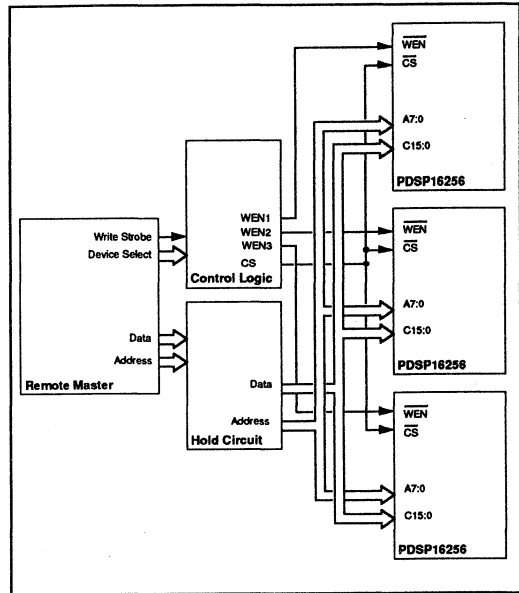 WEN
CS
A7:0
C15:0
PDSP16256
WEN1
WEN2
WEN3
CS
Control Logic
Write Strobe
Device Select
Data
Address
Remote Master
Data
Address
Hold Circuit
WEN
CS
A7:0
C15:0
PDSP16256
WEN
CS
A7:0
C15:0
PDSP16256